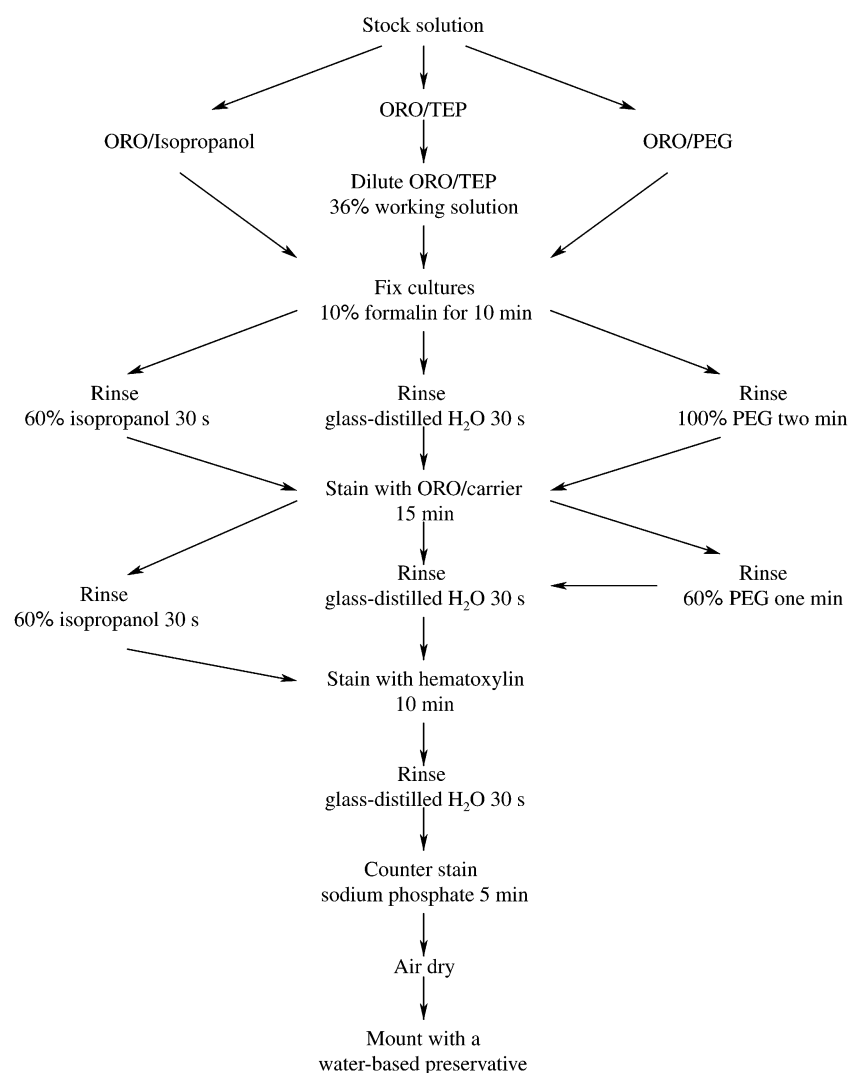 Stock solution
ORO/TEP
ORO/Isopropanol
ORO/PEG
Dilute ORO/TEP
36% working solution
Fix cultures
10% formalin for 10 min
Rinse
60% isopropanol 30 s
Rinse
glass-distilled H₂O 30 s
Rinse
100% PEG two min
Stain with ORO/carrier
15 min
Rinse
60% isopropanol 30 s
Rinse
glass-distilled H₂O 30 s
Rinse
60% PEG one min
Stain with hematoxylin
10 min
Rinse
glass-distilled H₂O 30 s
Counter stain
sodium phosphate 5 min
Air dry
Mount with a
water-based preservative